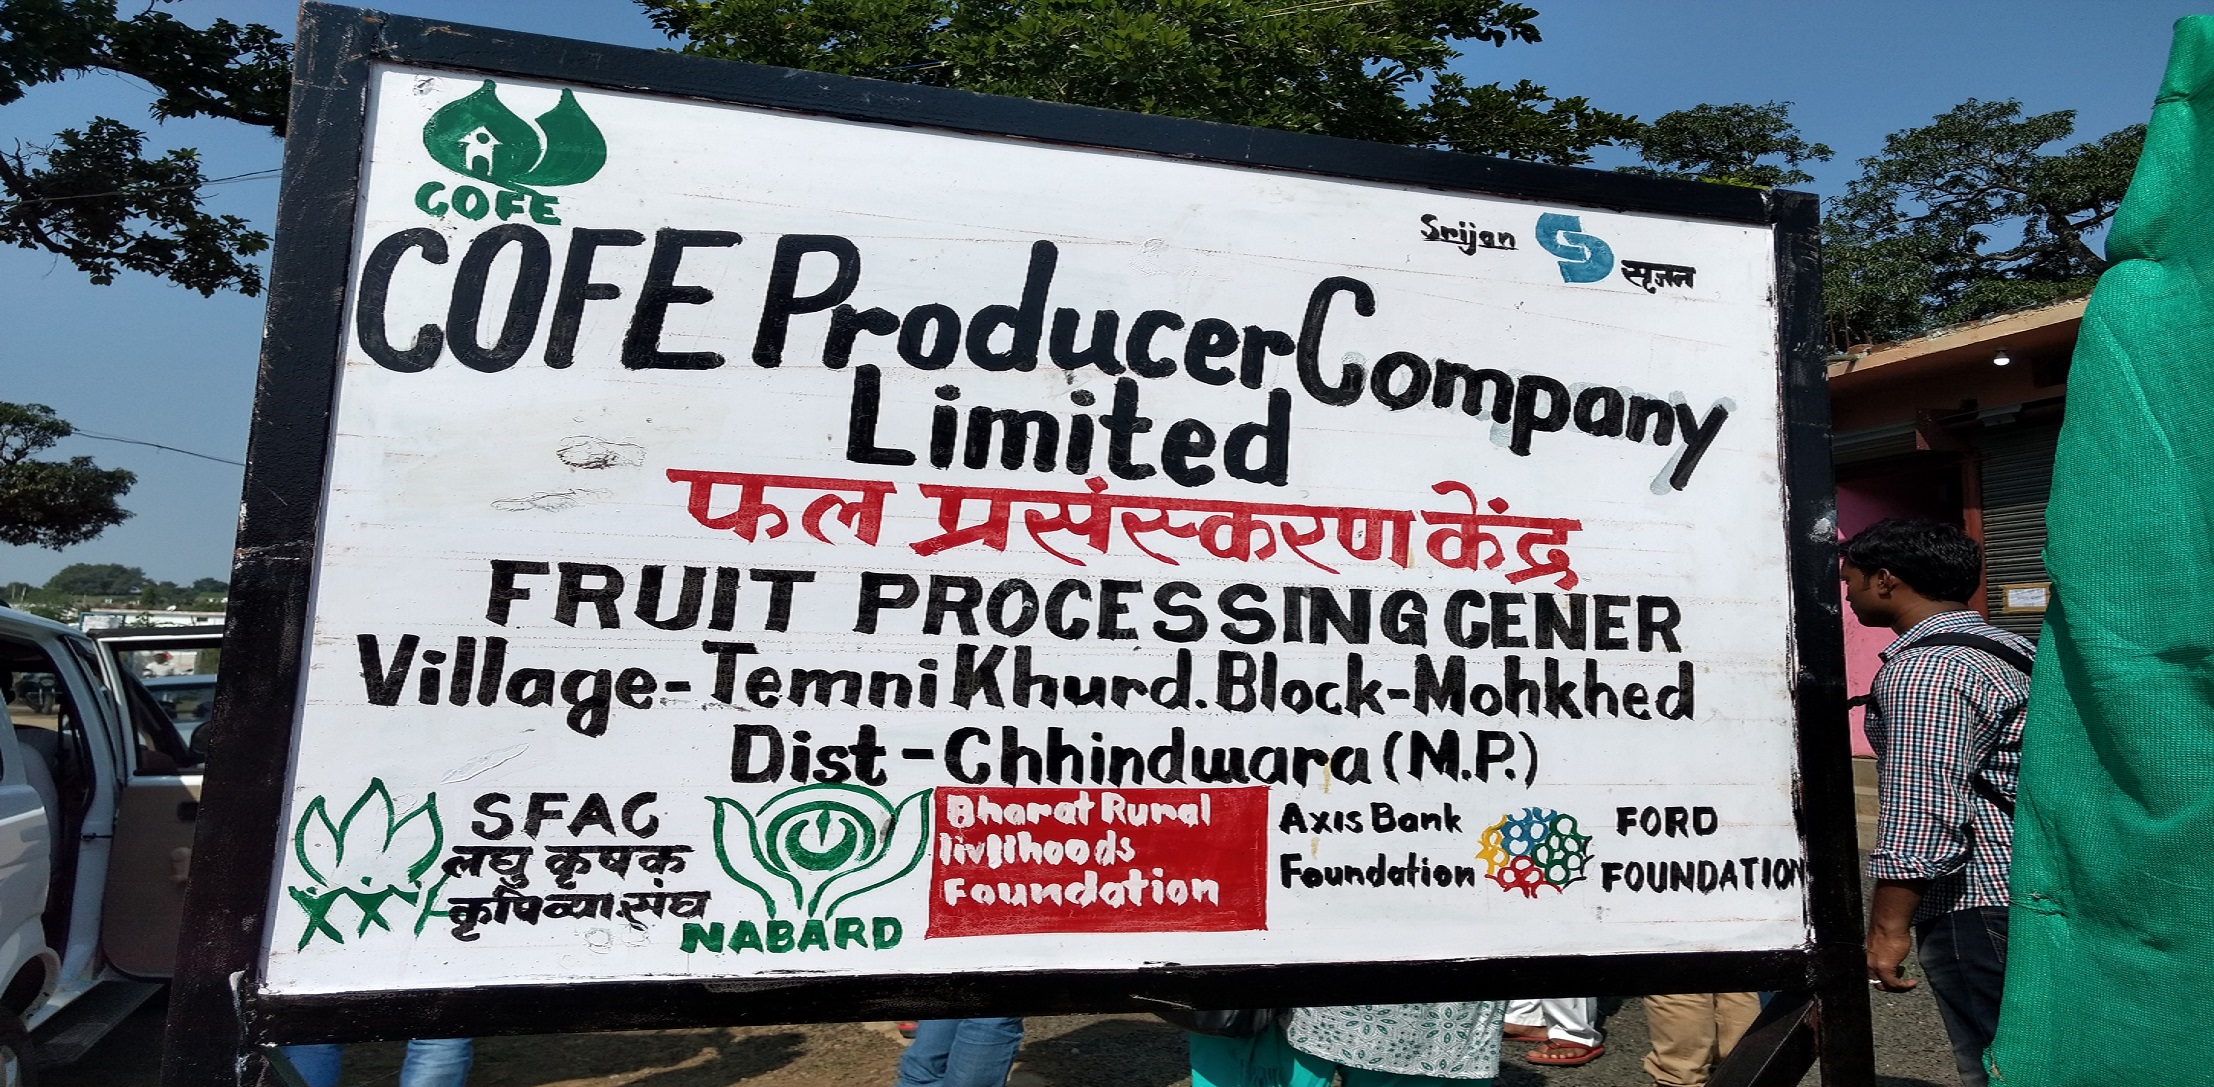 COFE
Srijan
सृजन
COFE Producer Company
Limited
फल प्रसंस्करण केंद्र
FRUIT PROCESSING CENER
Village-Temni Khurd. Block-Mohkhed
Dist-Chhindwara (M.P.)
SFAC
लघु कृषक
कृषि व्या. संघ
NABARD
Bharat Rural
livlihoods
Foundation
Axis Bank
Foundation
FORD
FOUNDATION